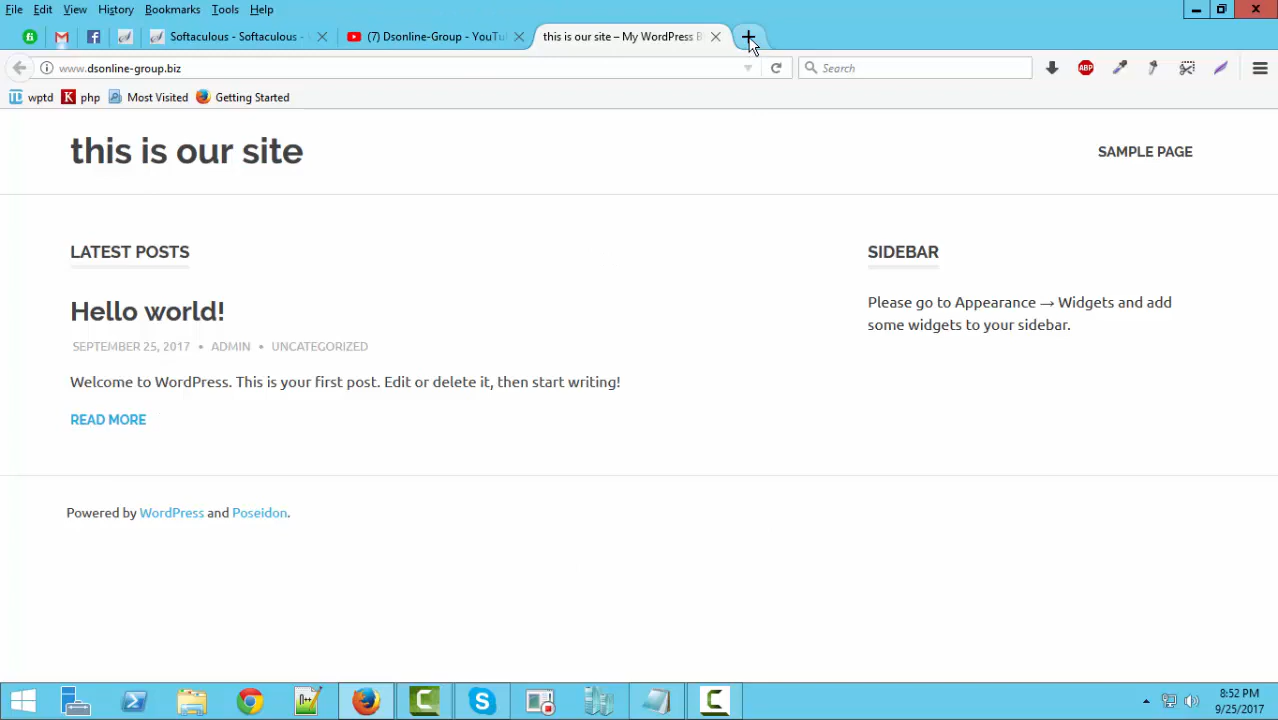 File Edit View History Bookmarks Tools Help
Softaculous - Softaculous - (7) Dsonline-Group - YouTu this is our site – My WordPress B
www.dsonline-group.biz Search ABP
wptd php Most Visited Getting Started
this is our site
SAMPLE PAGE
LATEST POSTS
Hello world!
SEPTEMBER 25, 2017 • ADMIN • UNCATEGORIZED
Welcome to WordPress. This is your first post. Edit or delete it, then start writing!
READ MORE
SIDEBAR
Please go to Appearance → Widgets and add
some widgets to your sidebar.
Powered by WordPress and Poseidon.
8:52 PM
9/25/2017